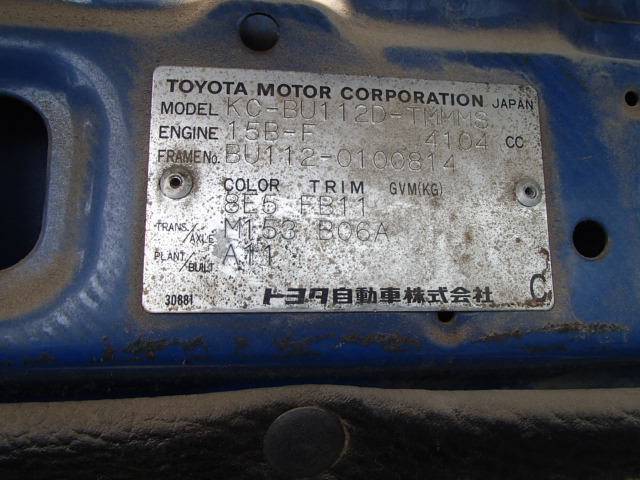 TOYOTA MOTOR CORPORATION JAPAN
MODEL KC-BU112D-TMMMS
ENGINE 15B-F 4104 CC
FRAME No. BU112-0100814
COLOR TRIM GVM(KG)
8E5 FB11
TRANS./AXLE M153 B06A
PLANT/BUILT A11
30881 トヨタ自動車株式会社 C